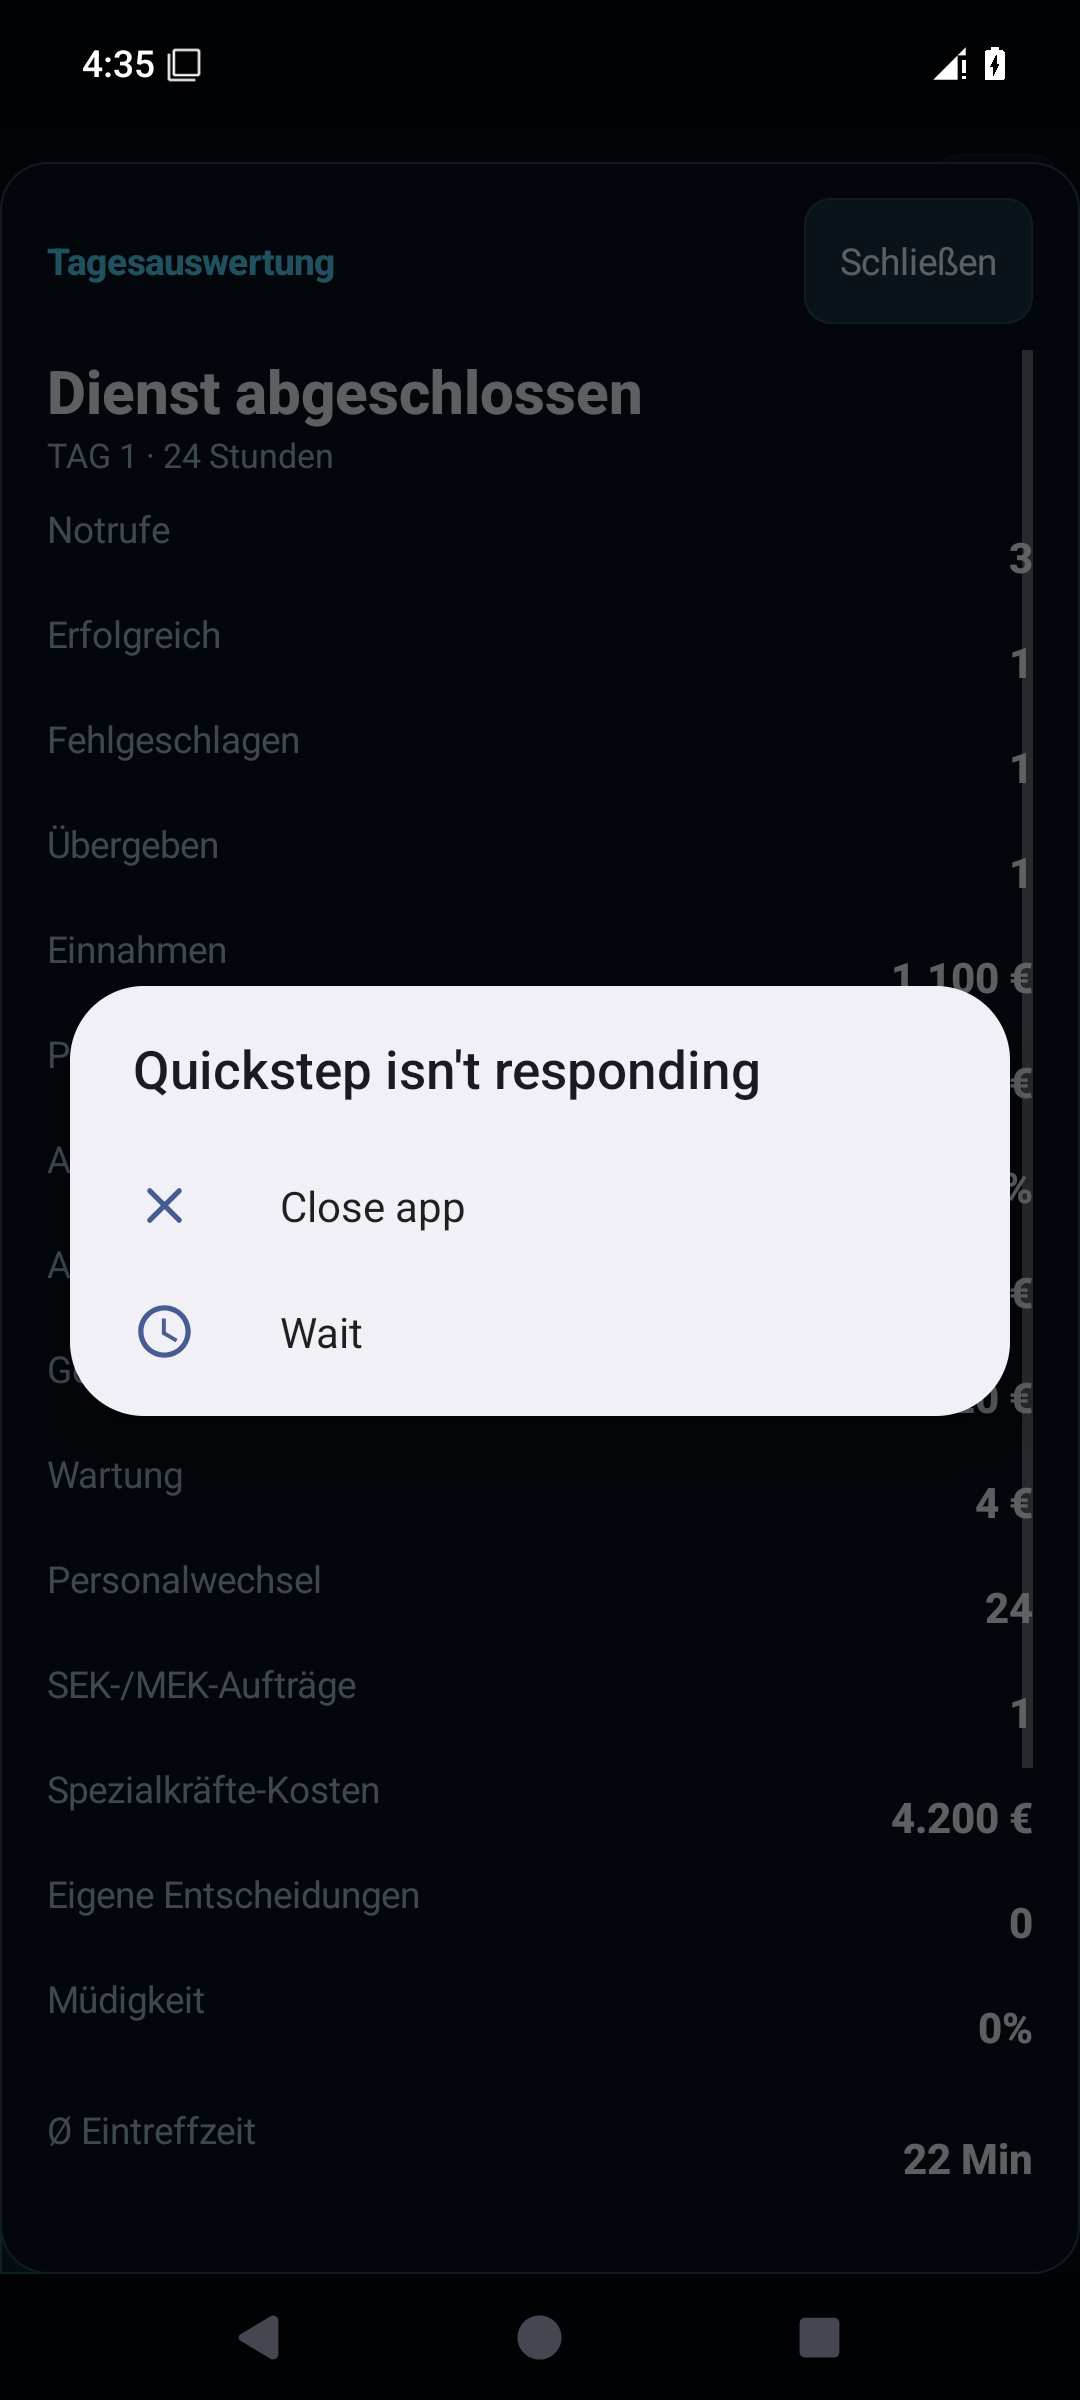 4:35
Tagesauswertung
Schließen
Dienst abgeschlossen
TAG 1 · 24 Stunden
Notrufe
3
Erfolgreich
1
Fehlgeschlagen
1
Übergeben
1
Einnahmen
1.100 €
Quickstep isn't responding
Close app
Wait
Wartung
4 €
Personalwechsel
24
SEK-/MEK-Aufträge
1
Spezialkräfte-Kosten
4.200 €
Eigene Entscheidungen
0
Müdigkeit
0%
Ø Eintreffzeit
22 Min